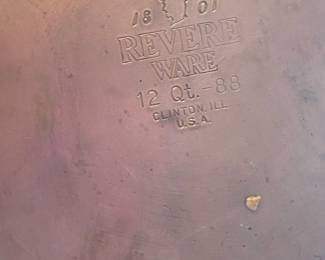 18 01
REVERE
WARE
12 Qt.-88
CLINTON, ILL.
U.S.A.